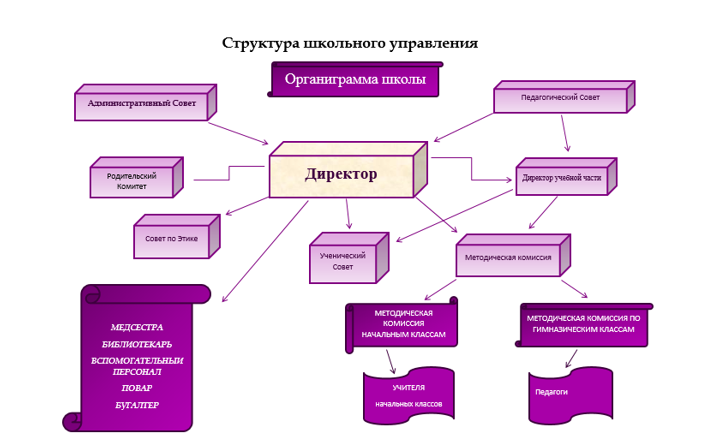 Структура школьного управления
Органиграмма школы
Административный Совет
Педагогический Совет
Директор
Родительский
Комитет
Директор учебной части
Совет по Этике
Ученический
Совет
Методическая комиссия
МЕДСЕСТРА
БИБЛИОТЕКАРЬ
ВСПОМОГАТЕЛЬНЫЙ
ПЕРСОНАЛ
ПОВАР
БУГАЛТЕР
МЕТОДИЧЕСКАЯ
КОМИССИЯ
НАЧАЛЬНЫМ КЛАССАМ
МЕТОДИЧЕСКАЯ КОМИССИЯ ПО
ГИМНАЗИЧЕСКИМ КЛАССАМ
УЧИТЕЛЯ
начальных классов
Педагоги